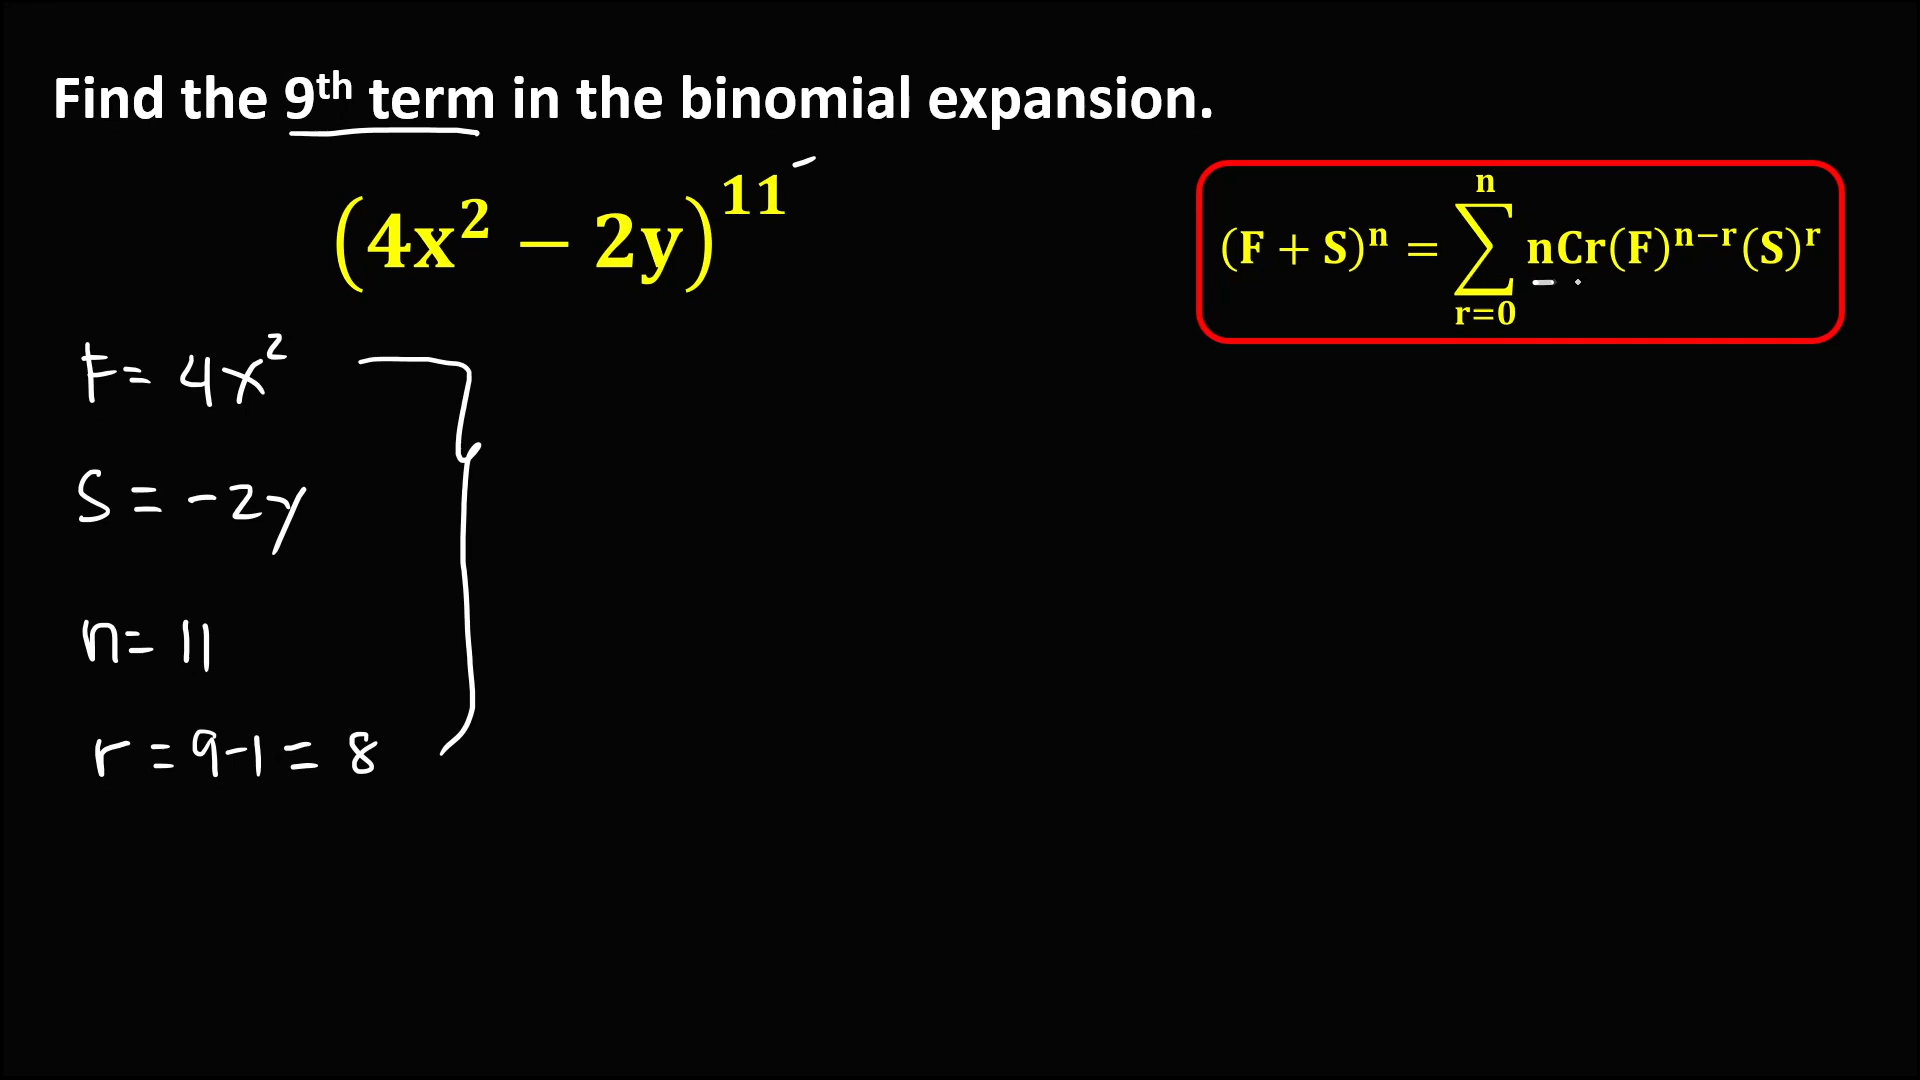 Find the 9th term in the binomial expansion.
(4x² − 2y)¹¹
n
(F + S)ⁿ = ∑ nCr(F)ⁿ⁻ʳ(S)ʳ
r=0
F= 4x²
S = -2y
n= 11
r = 9-1 = 8